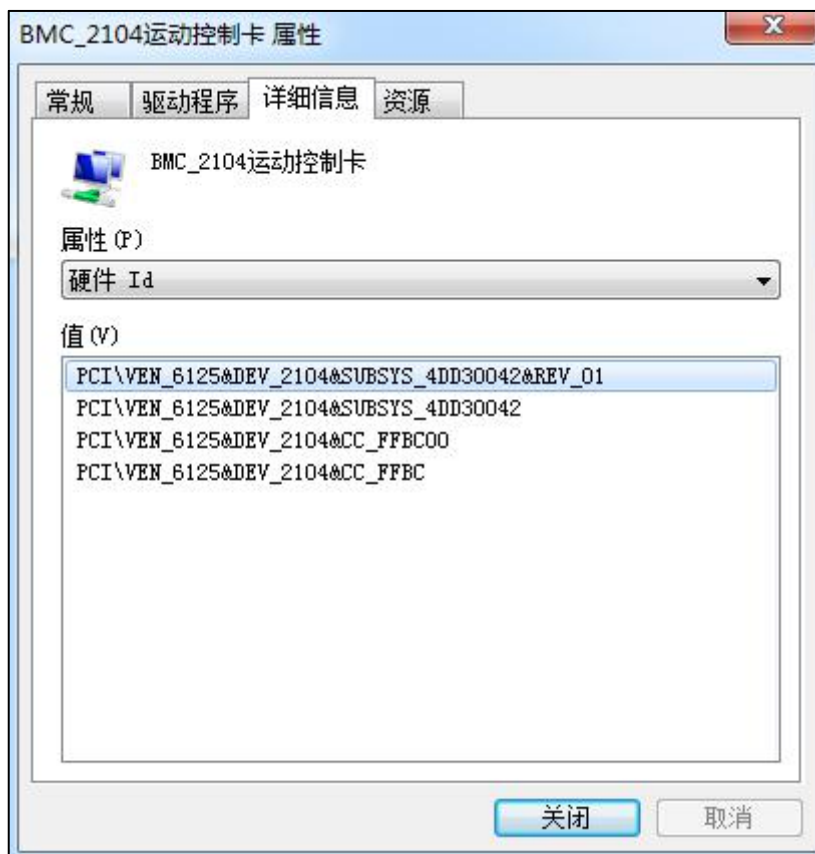 BMC_2104运动控制卡 属性
常规 驱动程序 详细信息 资源
BMC_2104运动控制卡
属性(P)
硬件 Id
值(V)
PCI\VEN_6125&DEV_2104&SUBSYS_4DD30042&REV_01
PCI\VEN_6125&DEV_2104&SUBSYS_4DD30042
PCI\VEN_6125&DEV_2104&CC_FFBC00
PCI\VEN_6125&DEV_2104&CC_FFBC
关闭 取消